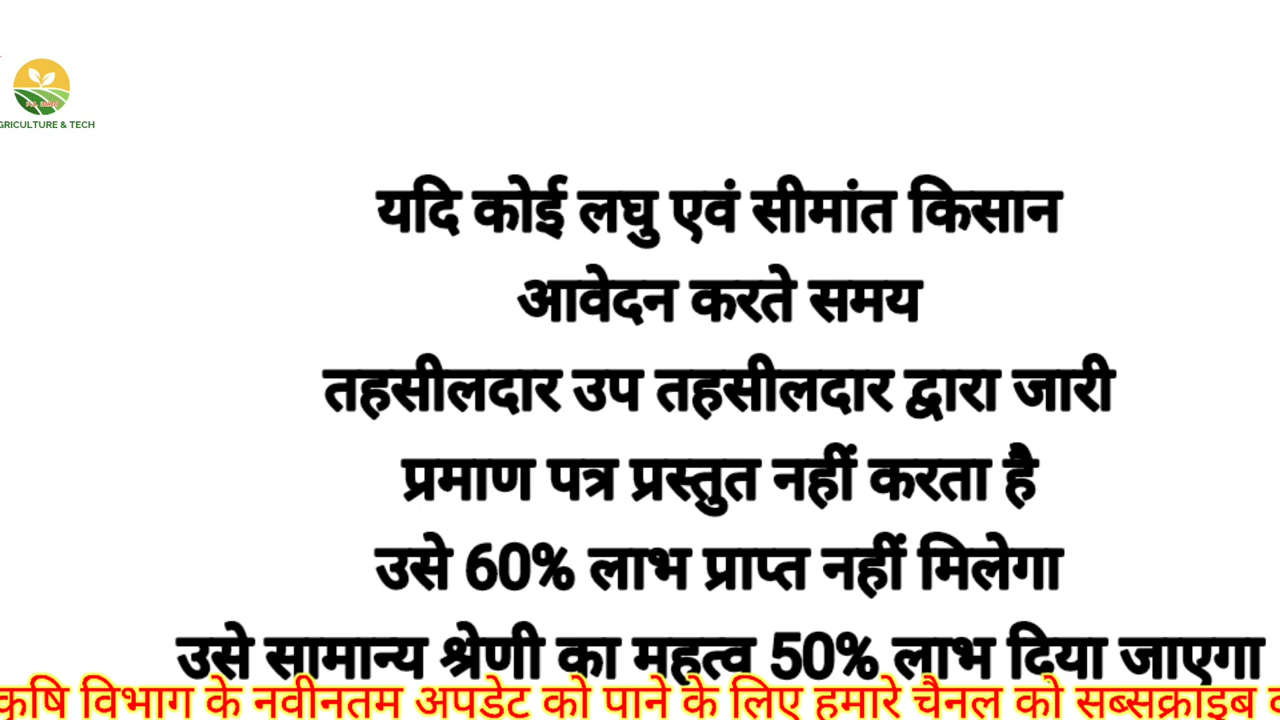 GRICULTURE & TECH
यदि कोई लघु एवं सीमांत किसान
आवेदन करते समय
तहसीलदार उप तहसीलदार द्वारा जारी
प्रमाण पत्र प्रस्तुत नहीं करता है
उसे 60% लाभ प्राप्त नहीं मिलेगा
उसे सामान्य श्रेणी का महत्व 50% लाभ दिया जाएगा
कृषि विभाग के नवीनतम अपडेट को पाने के लिए हमारे चैनल को सब्सक्राइब